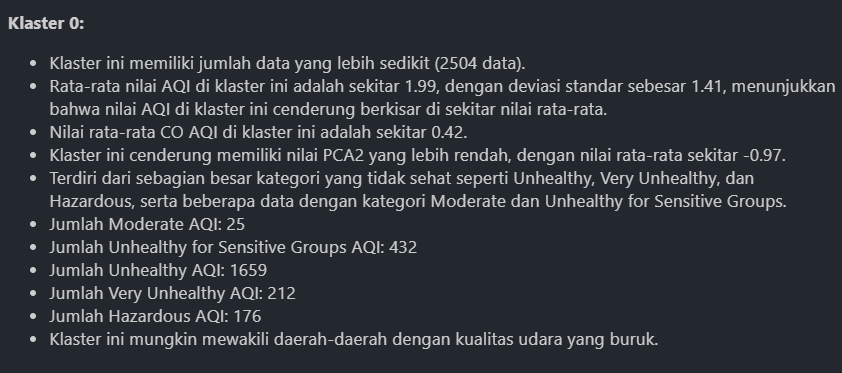 Klaster 0:
• Klaster ini memiliki jumlah data yang lebih sedikit (2504 data).
• Rata-rata nilai AQI di klaster ini adalah sekitar 1.99, dengan deviasi standar sebesar 1.41, menunjukkan
bahwa nilai AQI di klaster ini cenderung berkisar di sekitar nilai rata-rata.
• Nilai rata-rata CO AQI di klaster ini adalah sekitar 0.42.
• Klaster ini cenderung memiliki nilai PCA2 yang lebih rendah, dengan nilai rata-rata sekitar -0.97.
• Terdiri dari sebagian besar kategori yang tidak sehat seperti Unhealthy, Very Unhealthy, dan
Hazardous, serta beberapa data dengan kategori Moderate dan Unhealthy for Sensitive Groups.
• Jumlah Moderate AQI: 25
• Jumlah Unhealthy for Sensitive Groups AQI: 432
• Jumlah Unhealthy AQI: 1659
• Jumlah Very Unhealthy AQI: 212
• Jumlah Hazardous AQI: 176
• Klaster ini mungkin mewakili daerah-daerah dengan kualitas udara yang buruk.